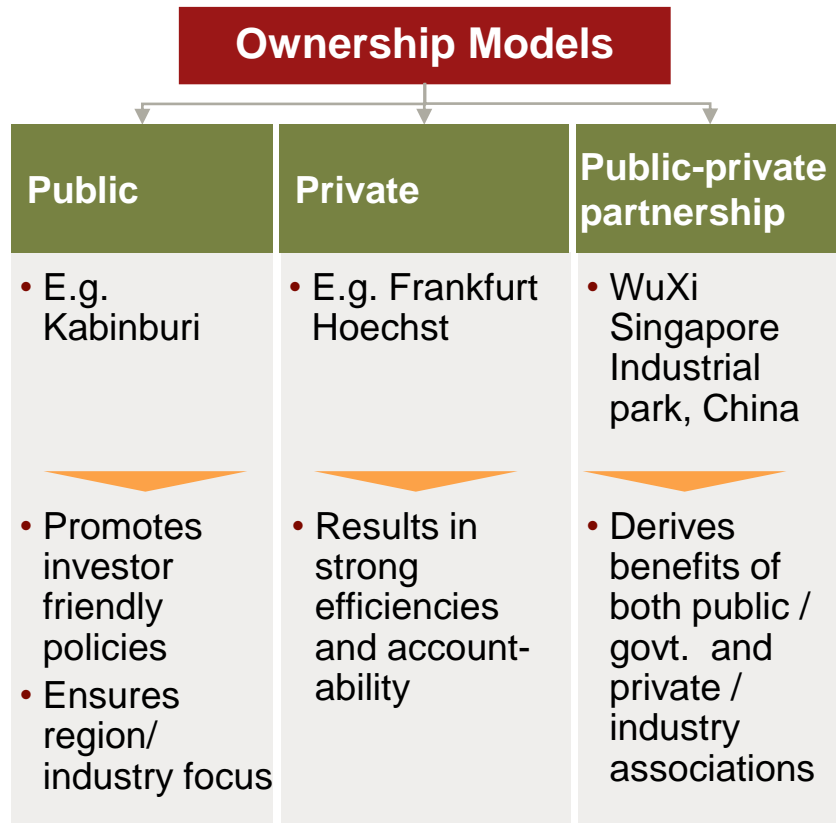 Ownership Models
Public
• E.g.
Kabinburi
• Promotes
investor
friendly
policies
• Ensures
region/
industry focus
Private
• E.g. Frankfurt
Hoechst
• Results in
strong
efficiencies
and account-
ability
Public-private
partnership
• WuXi
Singapore
Industrial
park, China
• Derives
benefits of
both public /
govt.  and
private /
industry
associations